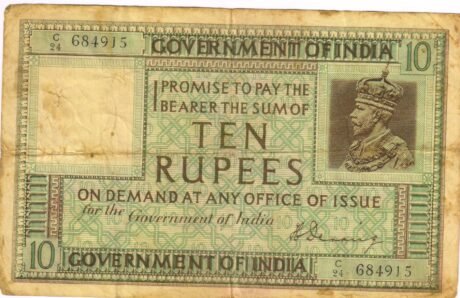 C/24 684915 GOVERNMENT OF INDIA 10
I PROMISE TO PAY THE
BEARER THE SUM OF
TEN
RUPEES
ON DEMAND AT ANY OFFICE OF ISSUE
for the Government of India
10 GOVERNMENT OF INDIA C/24 684915